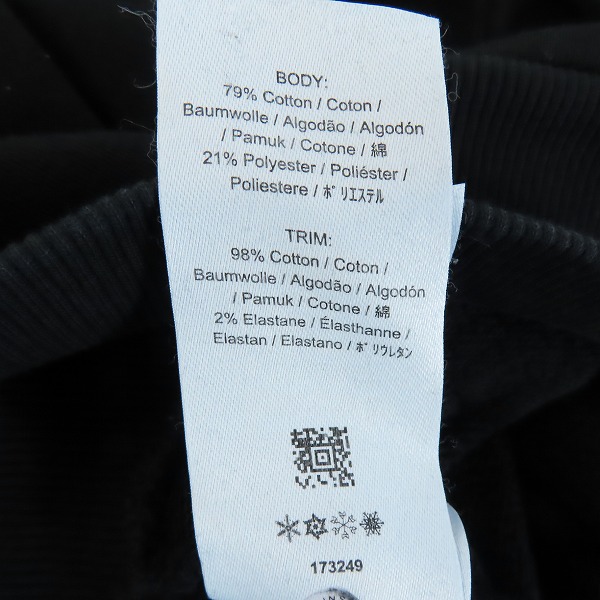 BODY:
79% Cotton / Coton /
Baumwolle / Algodão / Algodón
/ Pamuk / Cotone / 綿
21% Polyester / Poliéster /
Poliestere / ﾎﾟﾘｴｽﾃﾙ
TRIM:
98% Cotton / Coton /
Baumwolle / Algodão / Algodón
/ Pamuk / Cotone / 綿
2% Elastane / Élasthanne /
Elastan / Elastano / ﾎﾟﾘｳﾚﾀﾝ
173249